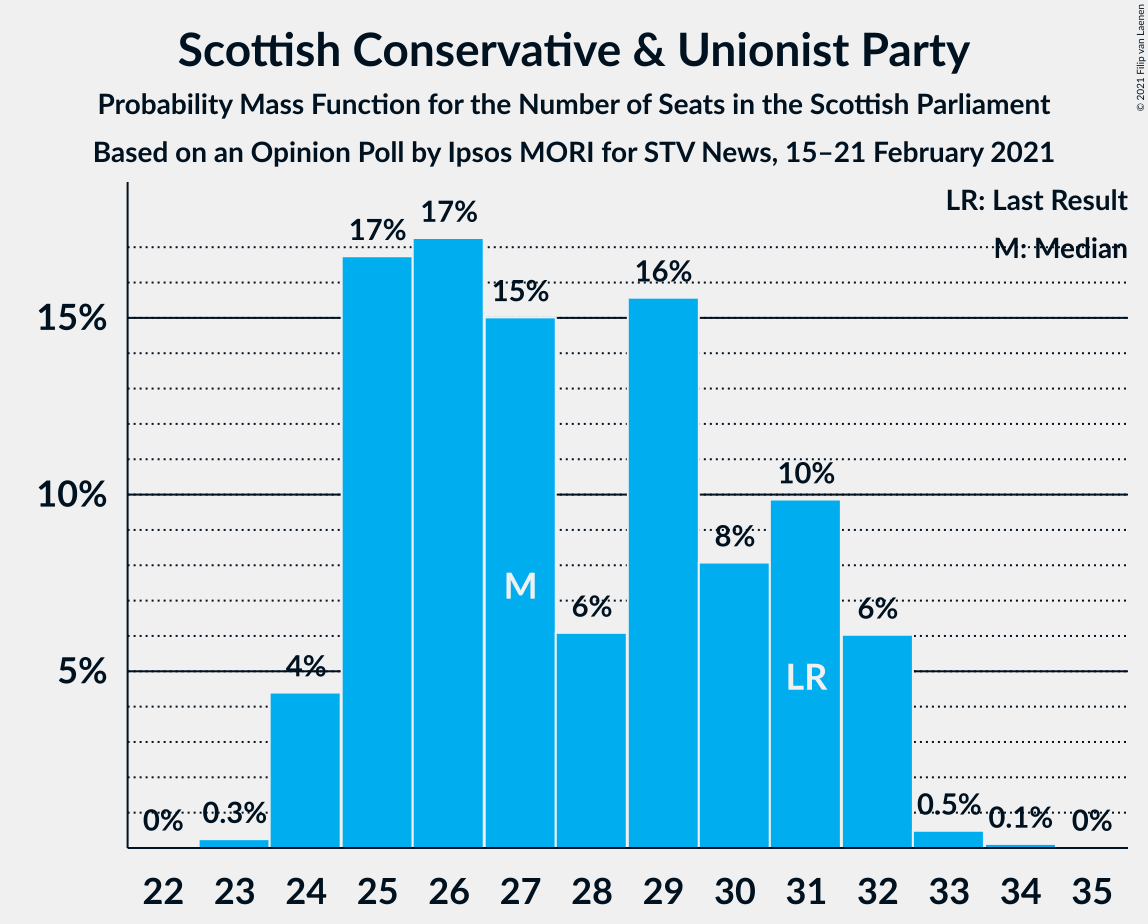 Scottish Conservative & Unionist Party
Probability Mass Function for the Number of Seats in the Scottish Parliament
Based on an Opinion Poll by Ipsos MORI for STV News, 15–21 February 2021
© 2021 Filip van Laenen
LR: Last Result
M: Median
15%
10%
5%
0%
0.3%
4%
17%
17%
15%
6%
16%
8%
10%
6%
0.5%
0.1%
0%
M
LR
22 23 24 25 26 27 28 29 30 31 32 33 34 35